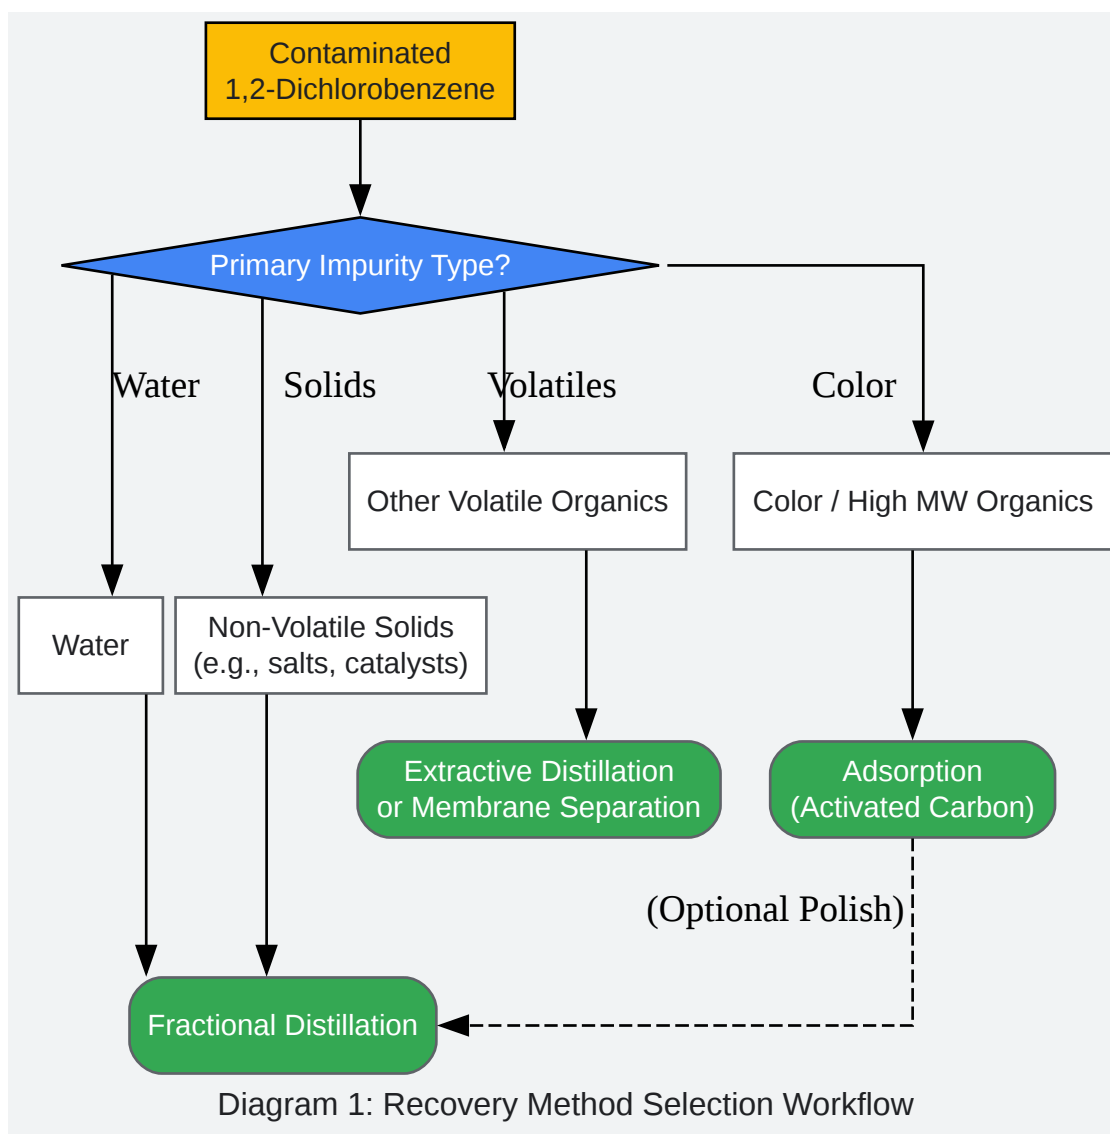 Contaminated
1,2-Dichlorobenzene
Primary Impurity Type?
Water
Solids
Volatiles
Color
Other Volatile Organics
Color / High MW Organics
Water
Non-Volatile Solids
(e.g., salts, catalysts)
Extractive Distillation
or Membrane Separation
Adsorption
(Activated Carbon)
(Optional Polish)
Fractional Distillation
Diagram 1: Recovery Method Selection Workflow